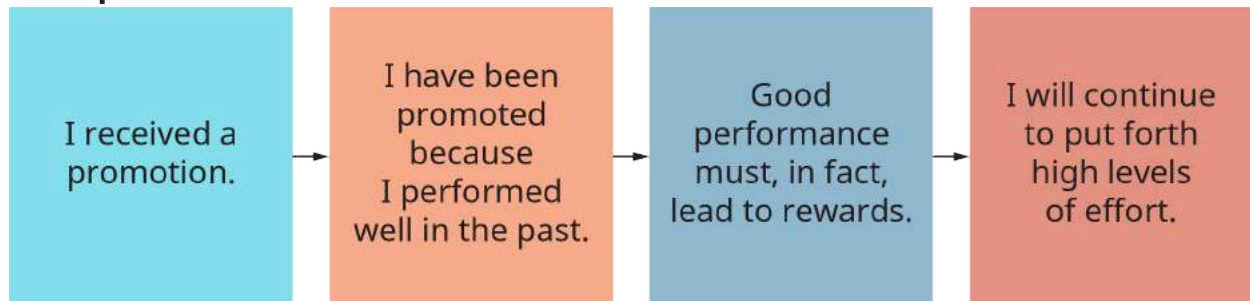 I received a
promotion.
I have been
promoted
because
I performed
well in the past.
Good
performance
must, in fact,
lead to rewards.
I will continue
to put forth
high levels
of effort.